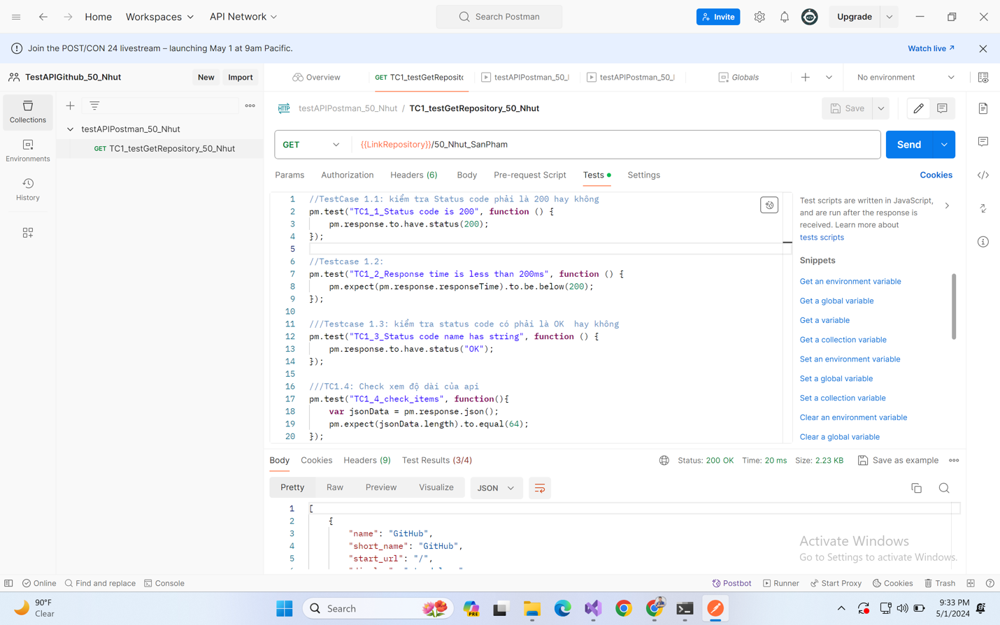 Home
Workspaces
API Network
Search Postman
Invite
Upgrade
Join the POST/CON 24 livestream – launching May 1 at 9am Pacific.
Watch live
TestAPIGithub_50_Nhut
New
Import
Overview
GET TC1_testGetReposit
testAPIPostman_50_
testAPIPostman_50_
Globals
No environment
Collections
Environments
History
testAPIPostman_50_Nhut
GET TC1_testGetRepository_50_Nhut
HTTP
testAPIPostman_50_Nhut / TC1_testGetRepository_50_Nhut
Save
GET
{{LinkRepository}}/50_Nhut_SanPham
Send
Params
Authorization
Headers (6)
Body
Pre-request Script
Tests
Settings
Cookies
1 //TestCase 1.1: kiểm tra Status code phải là 200 hay không
2 pm.test("TC1_1_Status code is 200", function () {
3 pm.response.to.have.status(200);
4 });
5
6 //Testcase 1.2:
7 pm.test("TC1_2_Response time is less than 200ms", function () {
8 pm.expect(pm.response.responseTime).to.be.below(200);
9 });
10
11 ///Testcase 1.3: kiểm tra status code có phải là OK  hay không
12 pm.test("TC1_3_Status code name has string", function () {
13 pm.response.to.have.status("OK");
14 });
15
16 ///TC1.4: Check xem độ dài của api
17 pm.test("TC1_4_check_items", function(){
18 var jsonData = pm.response.json();
19 pm.expect(jsonData.length).to.equal(64);
20 });
Test scripts are written in JavaScript,
and are run after the response is
received. Learn more about
tests scripts
Snippets
Get an environment variable
Get a global variable
Get a variable
Get a collection variable
Set an environment variable
Set a global variable
Set a collection variable
Clear an environment variable
Clear a global variable
Body
Cookies
Headers (9)
Test Results (3/4)
Status: 200 OK
Time: 20 ms
Size: 2.23 KB
Save as example
Pretty
Raw
Preview
Visualize
JSON
1 [
2 {
3 "name": "GitHub",
4 "short_name": "GitHub",
5 "start_url": "/",
Activate Windows
Go to Settings to activate Windows.
Online
Find and replace
Console
Postbot
Runner
Start Proxy
Cookies
Trash
90°F
Clear
Search
PRE
9:33 PM
5/1/2024